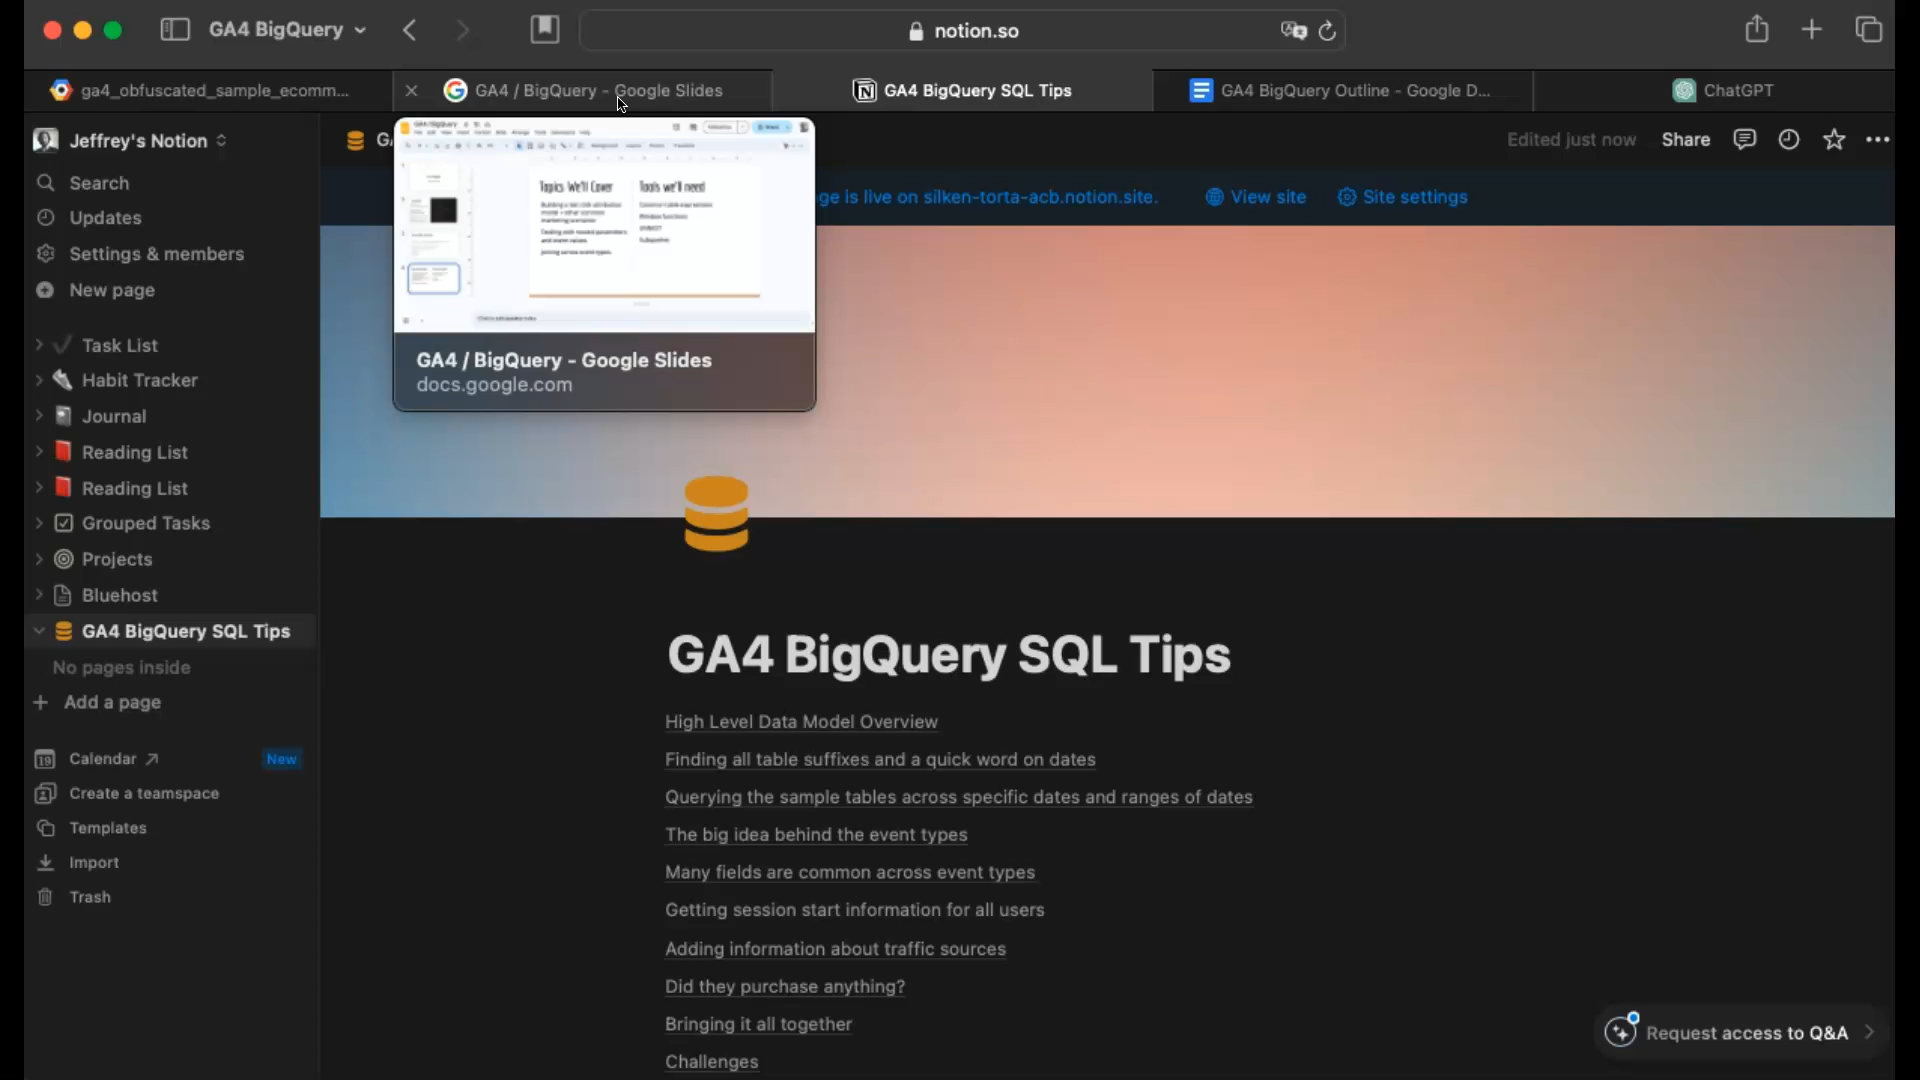 GA4 BigQuery
notion.so
ga4_obfuscated_sample_ecomm...
GA4 / BigQuery - Google Slides
GA4 BigQuery SQL Tips
GA4 BigQuery Outline - Google D...
ChatGPT
Jeffrey's Notion
Edited just now
Share
Search
Updates
Settings & members
New page
ge is live on silken-torta-acb.notion.site.
View site
Site settings
Topics We'll Cover
Tools we'll need
GA4 / BigQuery - Google Slides
docs.google.com
Task List
Habit Tracker
Journal
Reading List
Reading List
Grouped Tasks
Projects
Bluehost
GA4 BigQuery SQL Tips
No pages inside
Add a page
Calendar
New
Create a teamspace
Templates
Import
Trash
GA4 BigQuery SQL Tips
High Level Data Model Overview
Finding all table suffixes and a quick word on dates
Querying the sample tables across specific dates and ranges of dates
The big idea behind the event types
Many fields are common across event types
Getting session start information for all users
Adding information about traffic sources
Did they purchase anything?
Bringing it all together
Challenges
Request access to Q&A